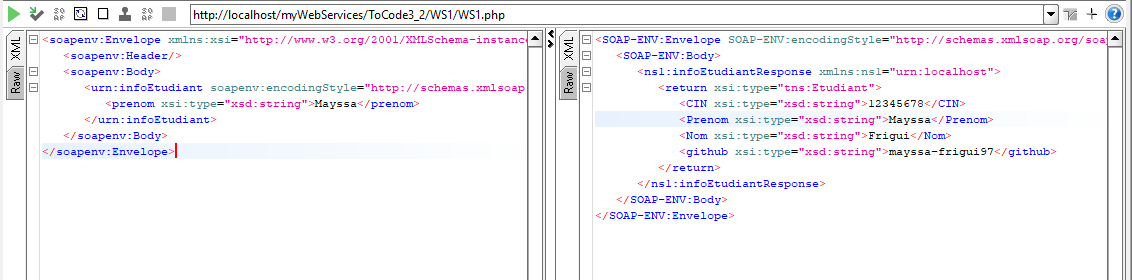 SO AP
SO AP
http://localhost/myWebServices/ToCode3_2/WS1/WS1.php
XML
Raw
<soapenv:Envelope xmlns:xsi="http://www.w3.org/2001/XMLSchema-instanc
<soapenv:Header/>
<soapenv:Body>
<urn:infoEtudiant soapenv:encodingStyle="http://schemas.xmlsoap
<prenom xsi:type="xsd:string">Mayssa</prenom>
</urn:infoEtudiant>
</soapenv:Body>
</soapenv:Envelope>
XML
Raw
<SOAP-ENV:Envelope SOAP-ENV:encodingStyle="http://schemas.xmlsoap.org/soa
<SOAP-ENV:Body>
<ns1:infoEtudiantResponse xmlns:ns1="urn:localhost">
<return xsi:type="tns:Etudiant">
<CIN xsi:type="xsd:string">12345678</CIN>
<Prenom xsi:type="xsd:string">Mayssa</Prenom>
<Nom xsi:type="xsd:string">Frigui</Nom>
<github xsi:type="xsd:string">mayssa-frigui97</github>
</return>
</ns1:infoEtudiantResponse>
</SOAP-ENV:Body>
</SOAP-ENV:Envelope>